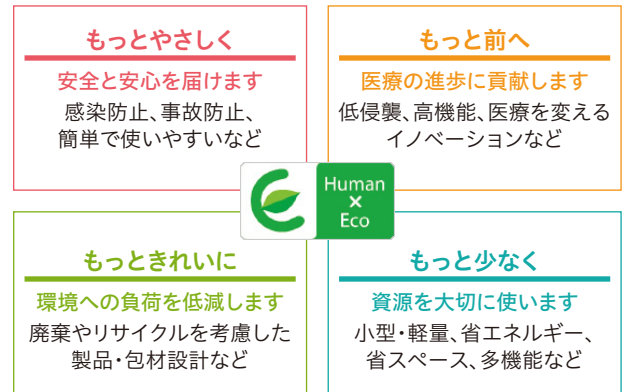 もっとやさしく
安全と安心を届けます
感染防止、事故防止、
簡単で使いやすいなど
もっと前へ
医療の進歩に貢献します
低侵襲、高機能、医療を変える
イノベーションなど
Human
×
Eco
もっときれいに
環境への負荷を低減します
廃棄やリサイクルを考慮した
製品・包材設計など
もっと少なく
資源を大切に使います
小型・軽量、省エネルギー、
省スペース、多機能など